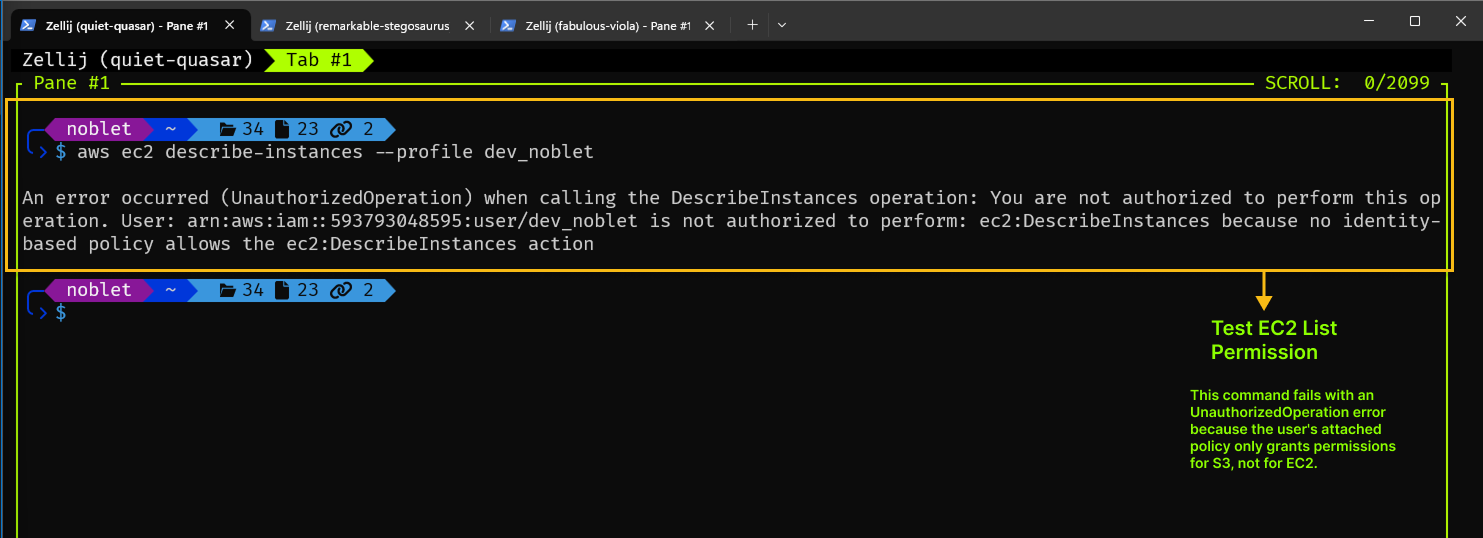 Zellij (quiet-quasar) - Pane #1
Zellij (remarkable-stegosaurus
Zellij (fabulous-viola) - Pane #1
Zellij (quiet-quasar) Tab #1
Pane #1 SCROLL: 0/2099
noblet ~ 34 23 2
$ aws ec2 describe-instances --profile dev_noblet
An error occurred (UnauthorizedOperation) when calling the DescribeInstances operation: You are not authorized to perform this op
eration. User: arn:aws:iam::593793048595:user/dev_noblet is not authorized to perform: ec2:DescribeInstances because no identity-
based policy allows the ec2:DescribeInstances action
noblet ~ 34 23 2
$
Test EC2 List
Permission
This command fails with an
UnauthorizedOperation error
because the user's attached
policy only grants permissions
for S3, not for EC2.